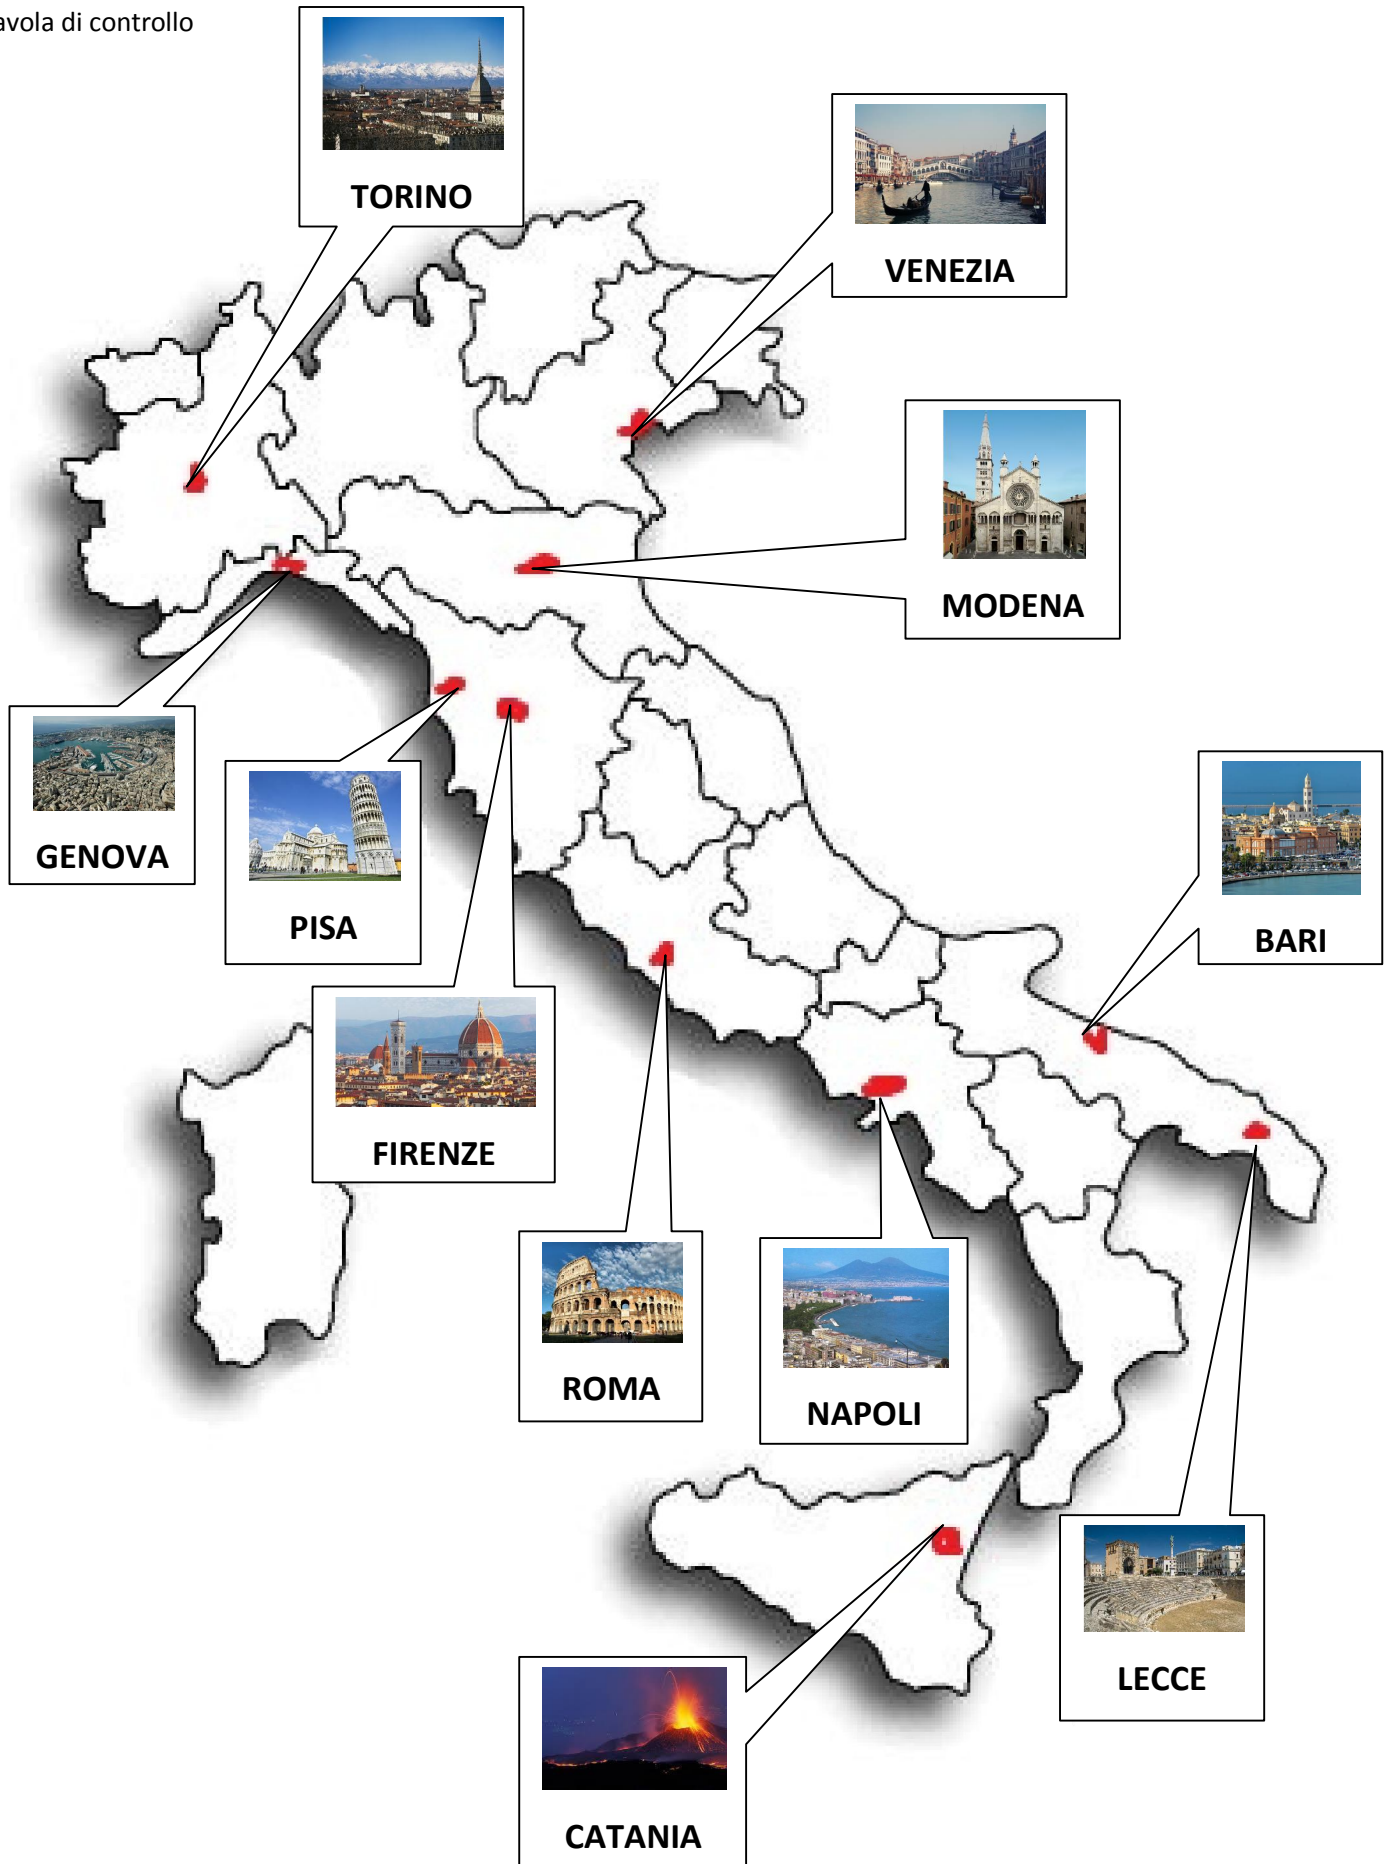 avola di controllo
TORINO
VENEZIA
MODENA
GENOVA
PISA
BARI
FIRENZE
ROMA
NAPOLI
LECCE
CATANIA